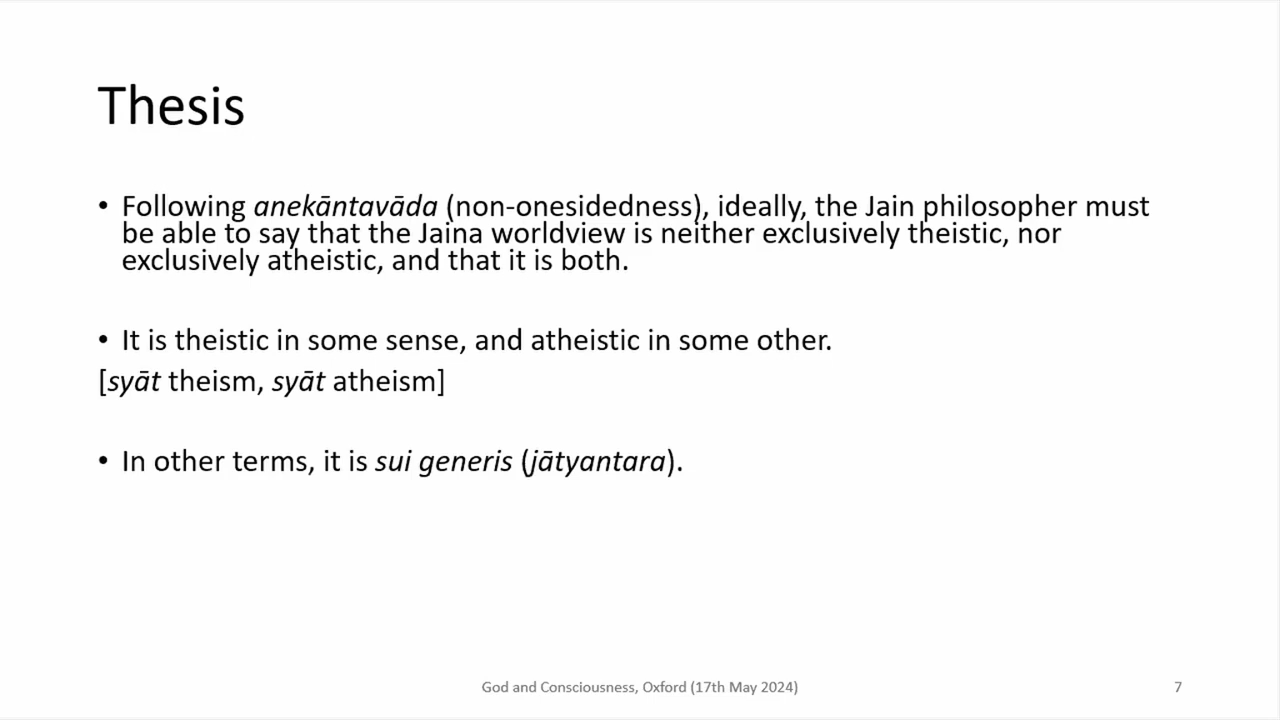 Thesis
• Following anekāntavāda (non-onesidedness), ideally, the Jain philosopher must
be able to say that the Jaina worldview is neither exclusively theistic, nor
exclusively atheistic, and that it is both.
• It is theistic in some sense, and atheistic in some other.
[syāt theism, syāt atheism]
• In other terms, it is sui generis (jātyantara).
God and Consciousness, Oxford (17th May 2024)
7